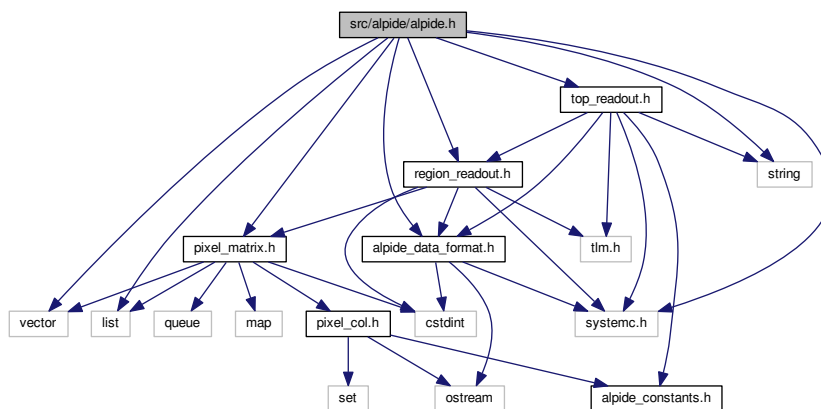 src/alpide/alpide.h
top_readout.h
region_readout.h
string
pixel_matrix.h
alpide_data_format.h
tlm.h
vector
list
queue
map
pixel_col.h
cstdint
systemc.h
set
ostream
alpide_constants.h